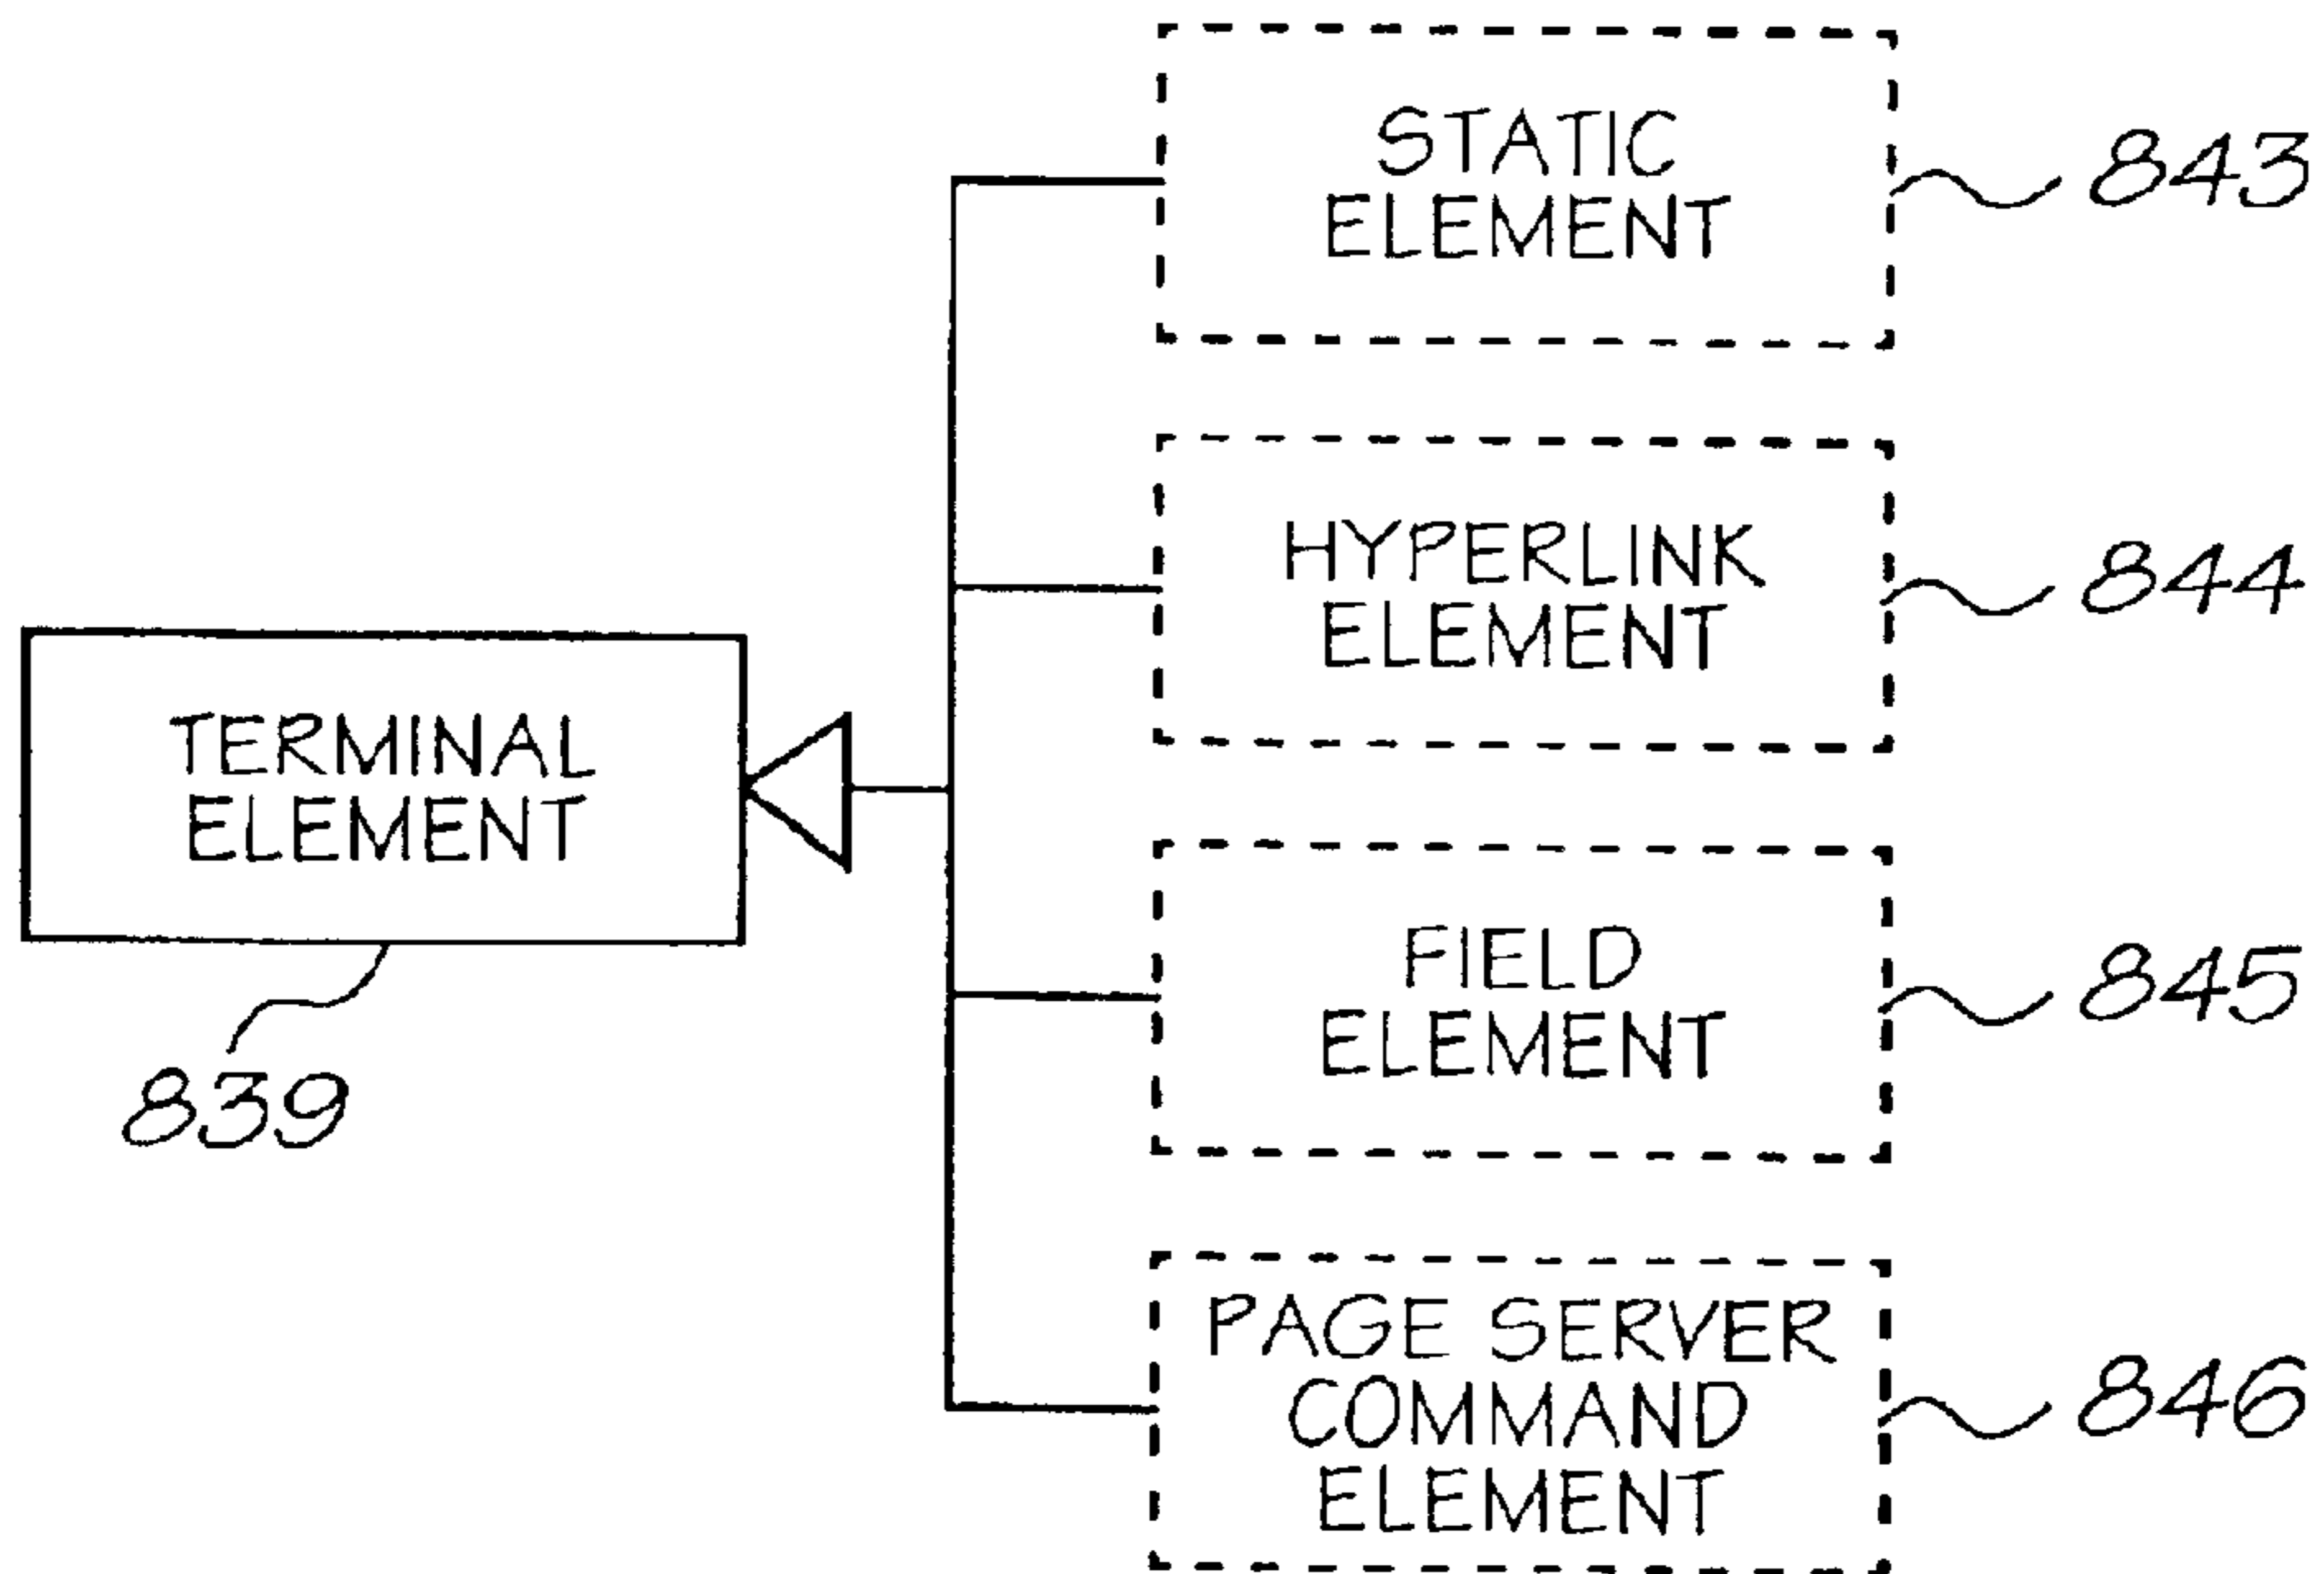 STATIC
ELEMENT
843
HYPERLINK
ELEMENT
844
TERMINAL
ELEMENT
839
FIELD
ELEMENT
845
PAGE SERVER
COMMAND
ELEMENT
846